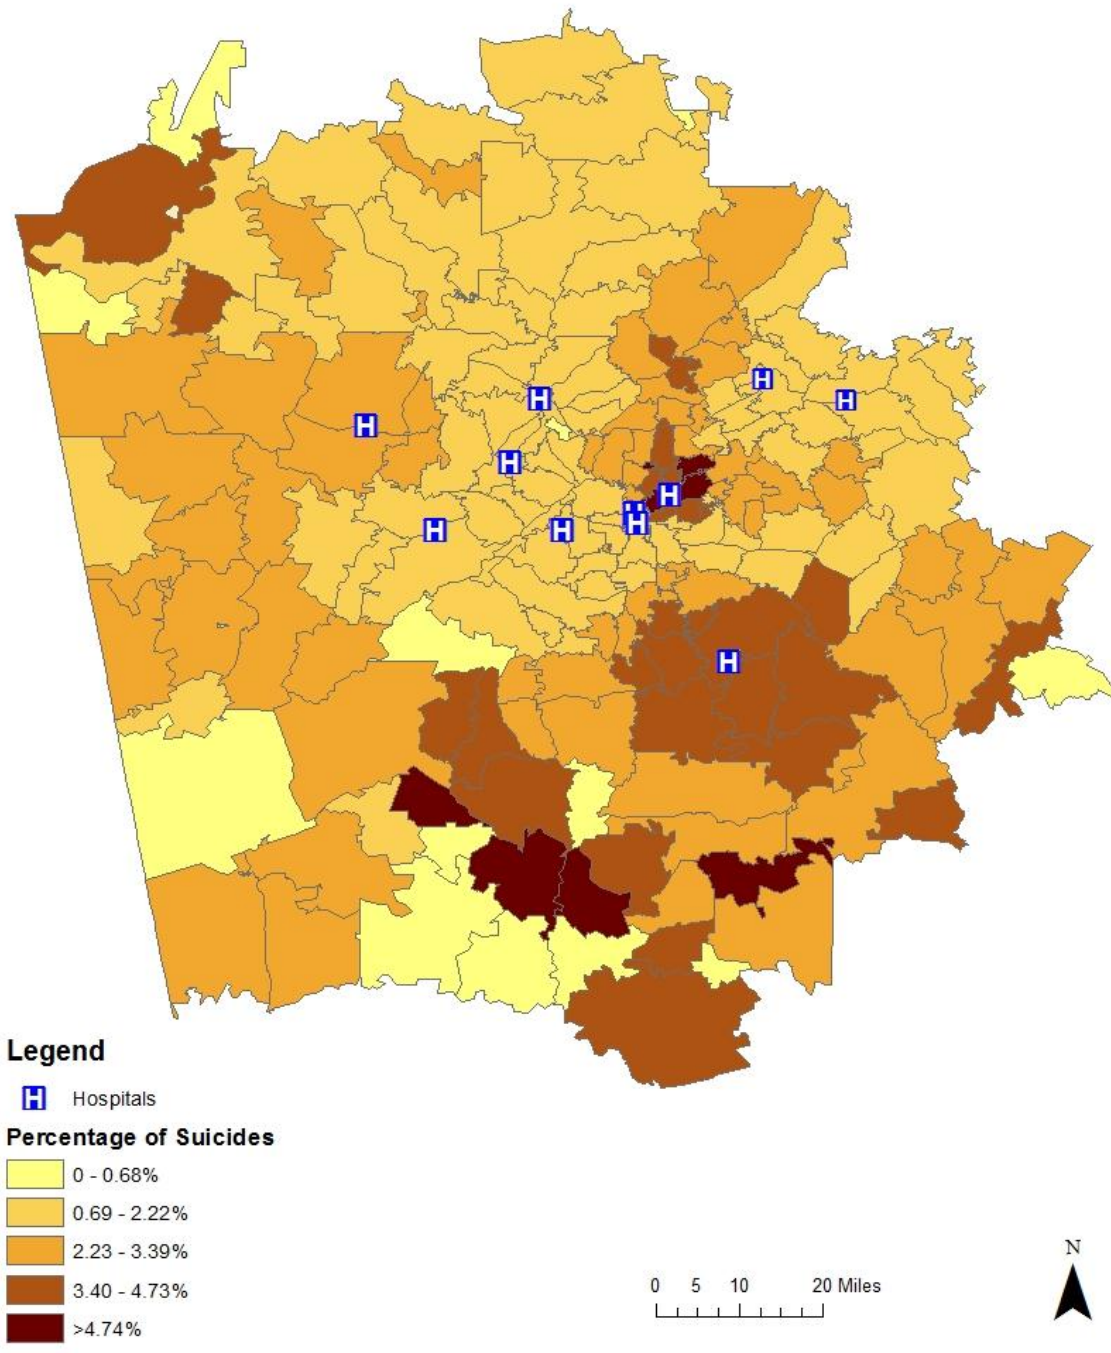 H
H
H
H
H
H
H
H
H
H
H
Legend
H Hospitals
Percentage of Suicides
0 - 0.68%
0.69 - 2.22%
2.23 - 3.39%
3.40 - 4.73%
>4.74%
N
0 5 10 20 Miles